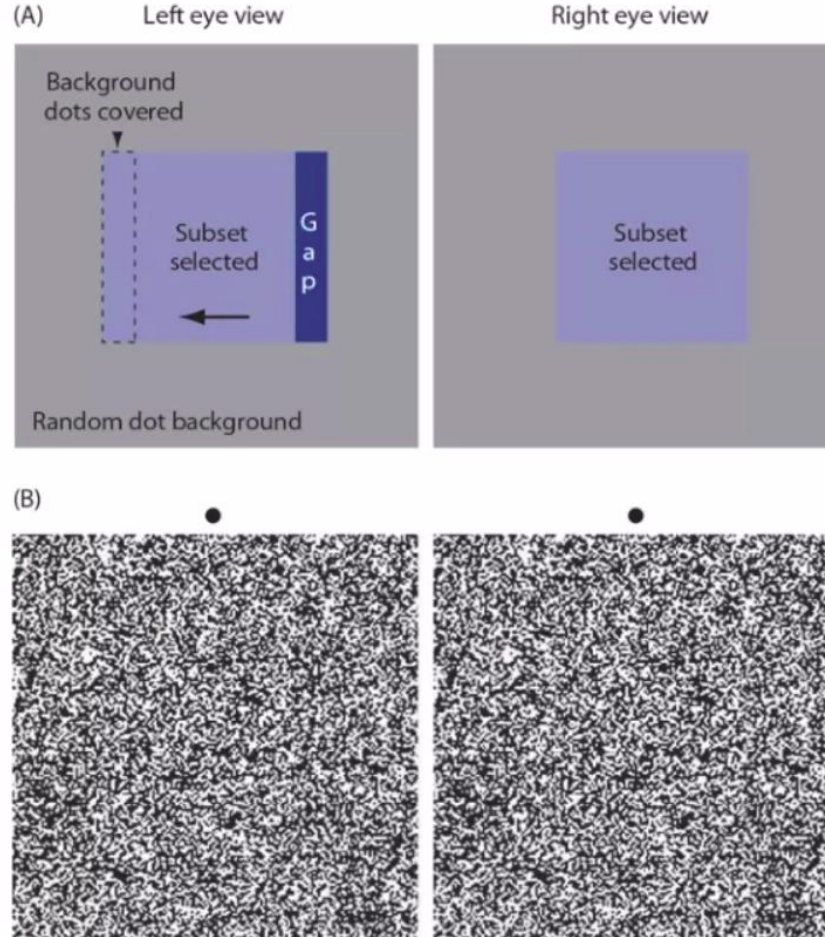 (A)
Left eye view
Right eye view
Background
dots covered
Subset
selected
G
a
p
Random dot background
Subset
selected
(B)